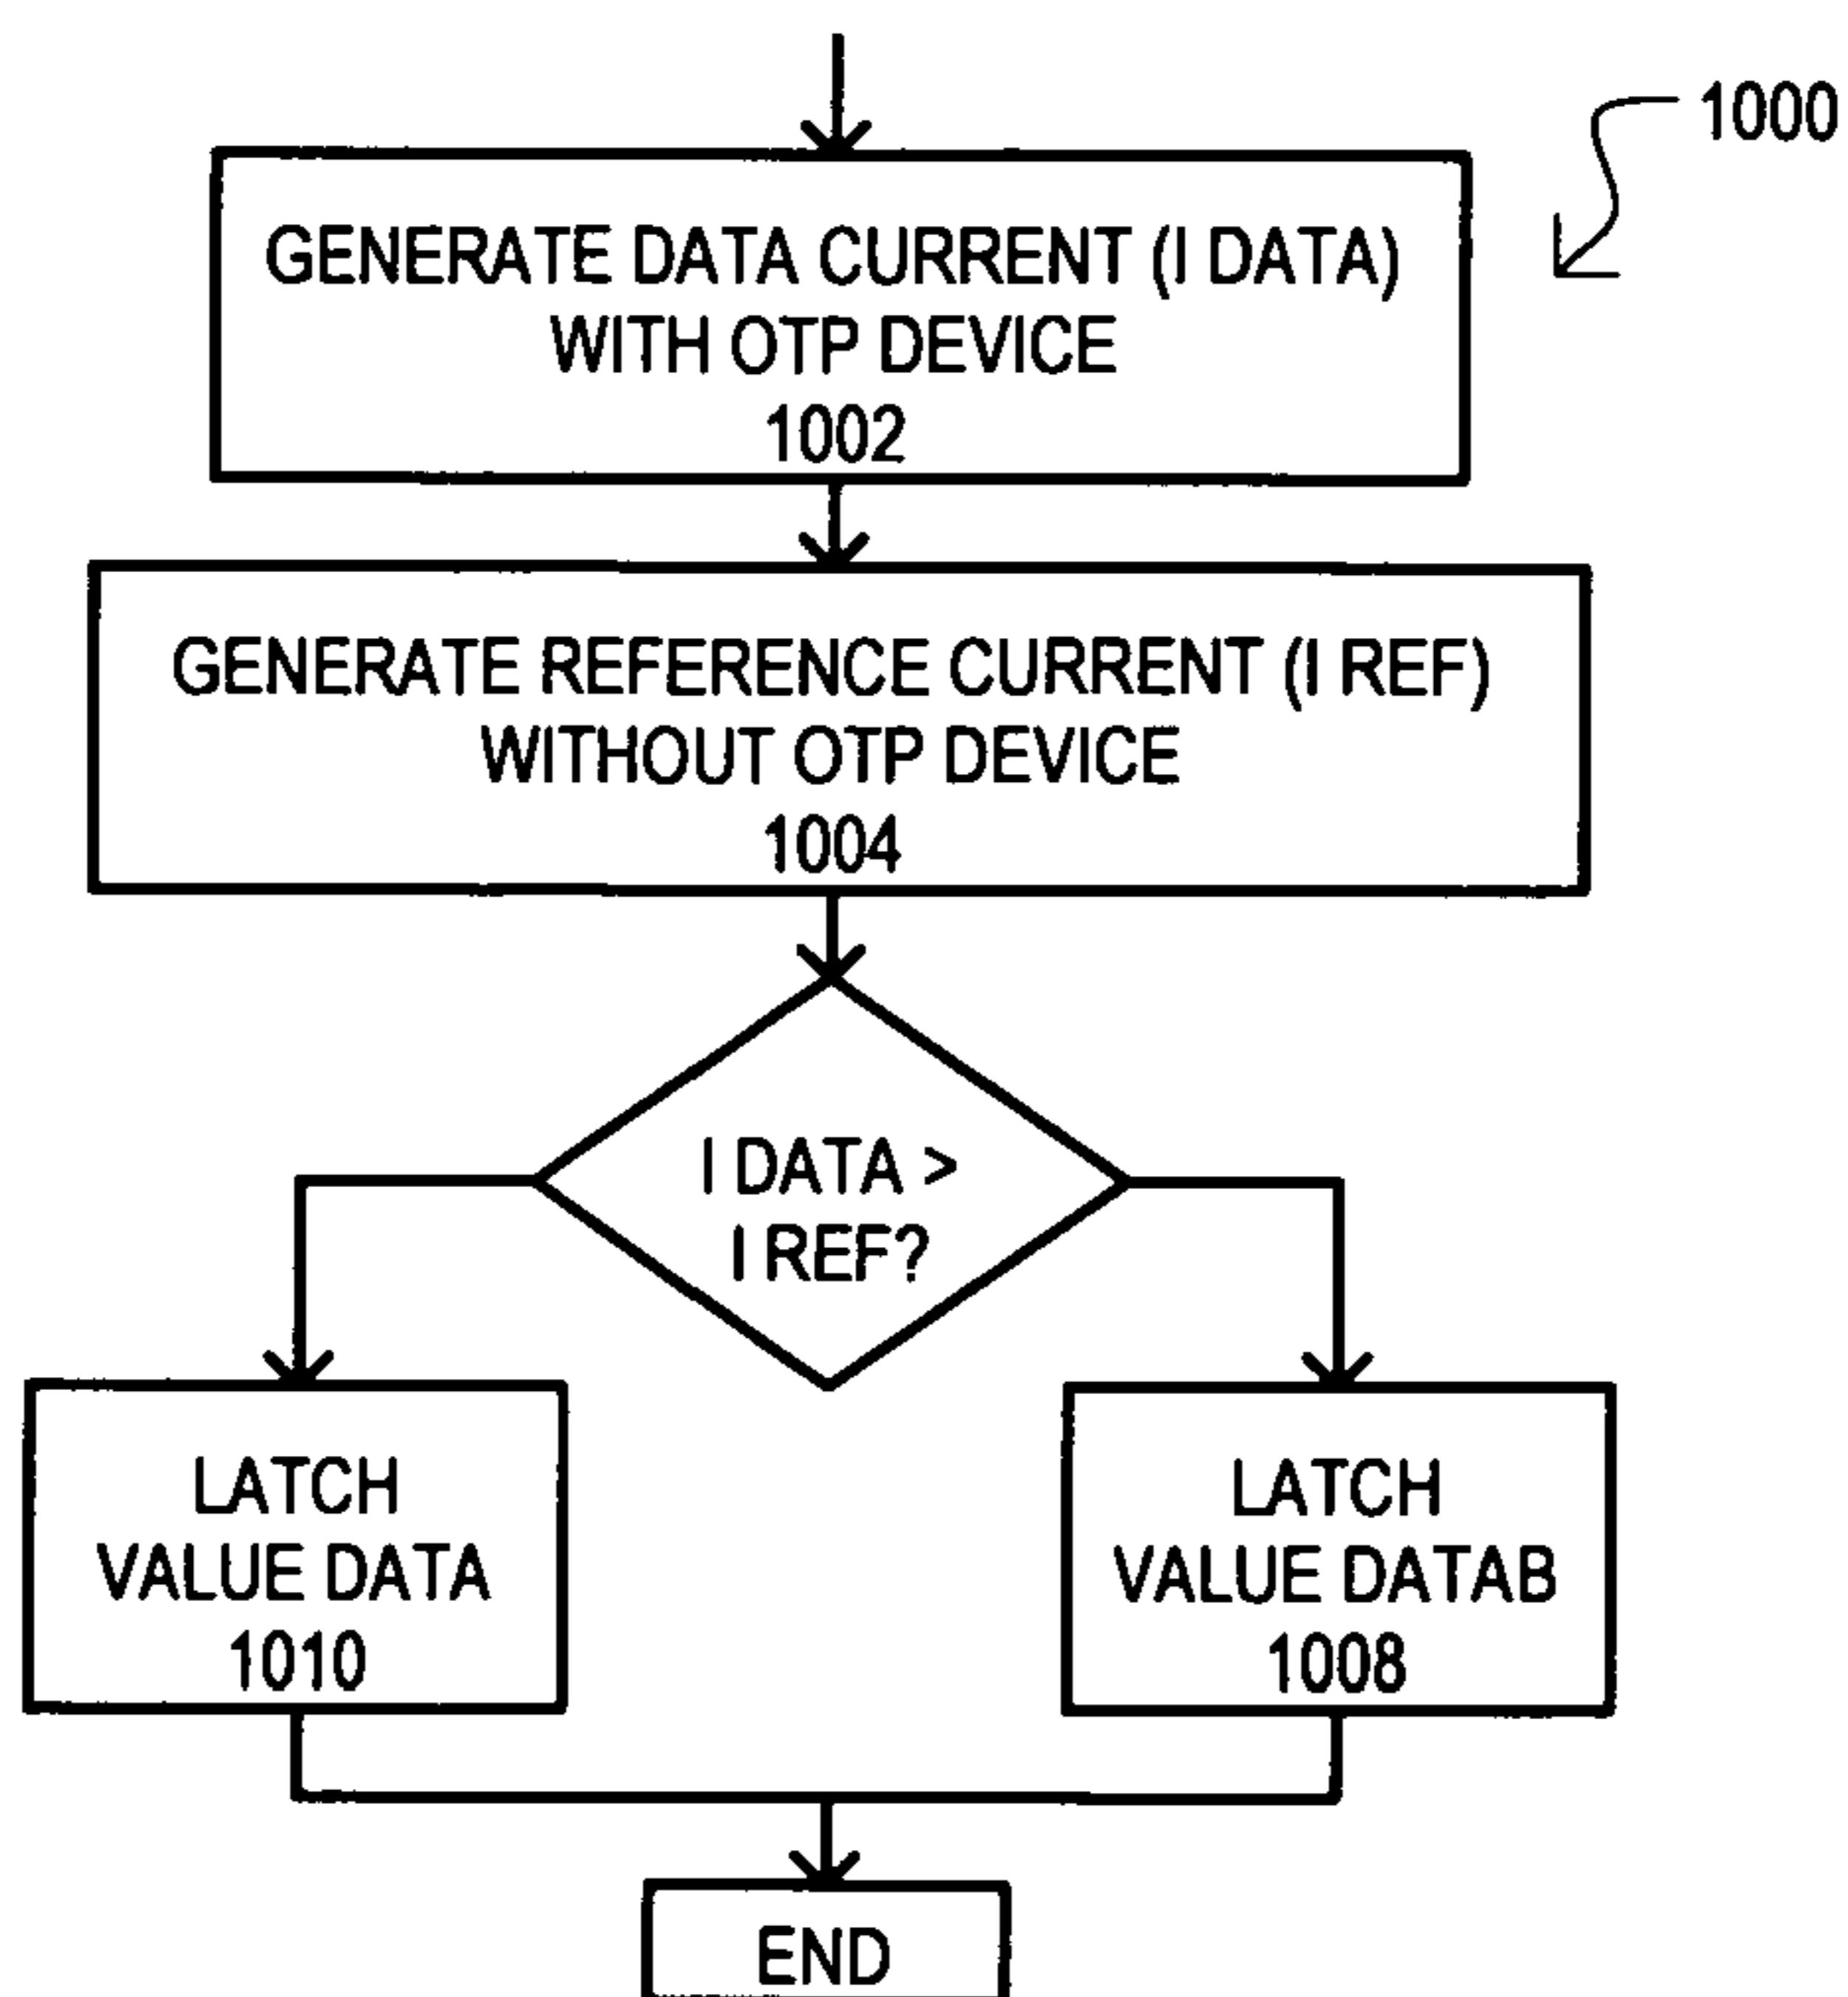 1000
GENERATE DATA CURRENT (I DATA)
WITH OTP DEVICE
1002
GENERATE REFERENCE CURRENT (I REF)
WITHOUT OTP DEVICE
1004
I DATA >
I REF?
LATCH
VALUE DATA
1010
LATCH
VALUE DATAB
1008
END